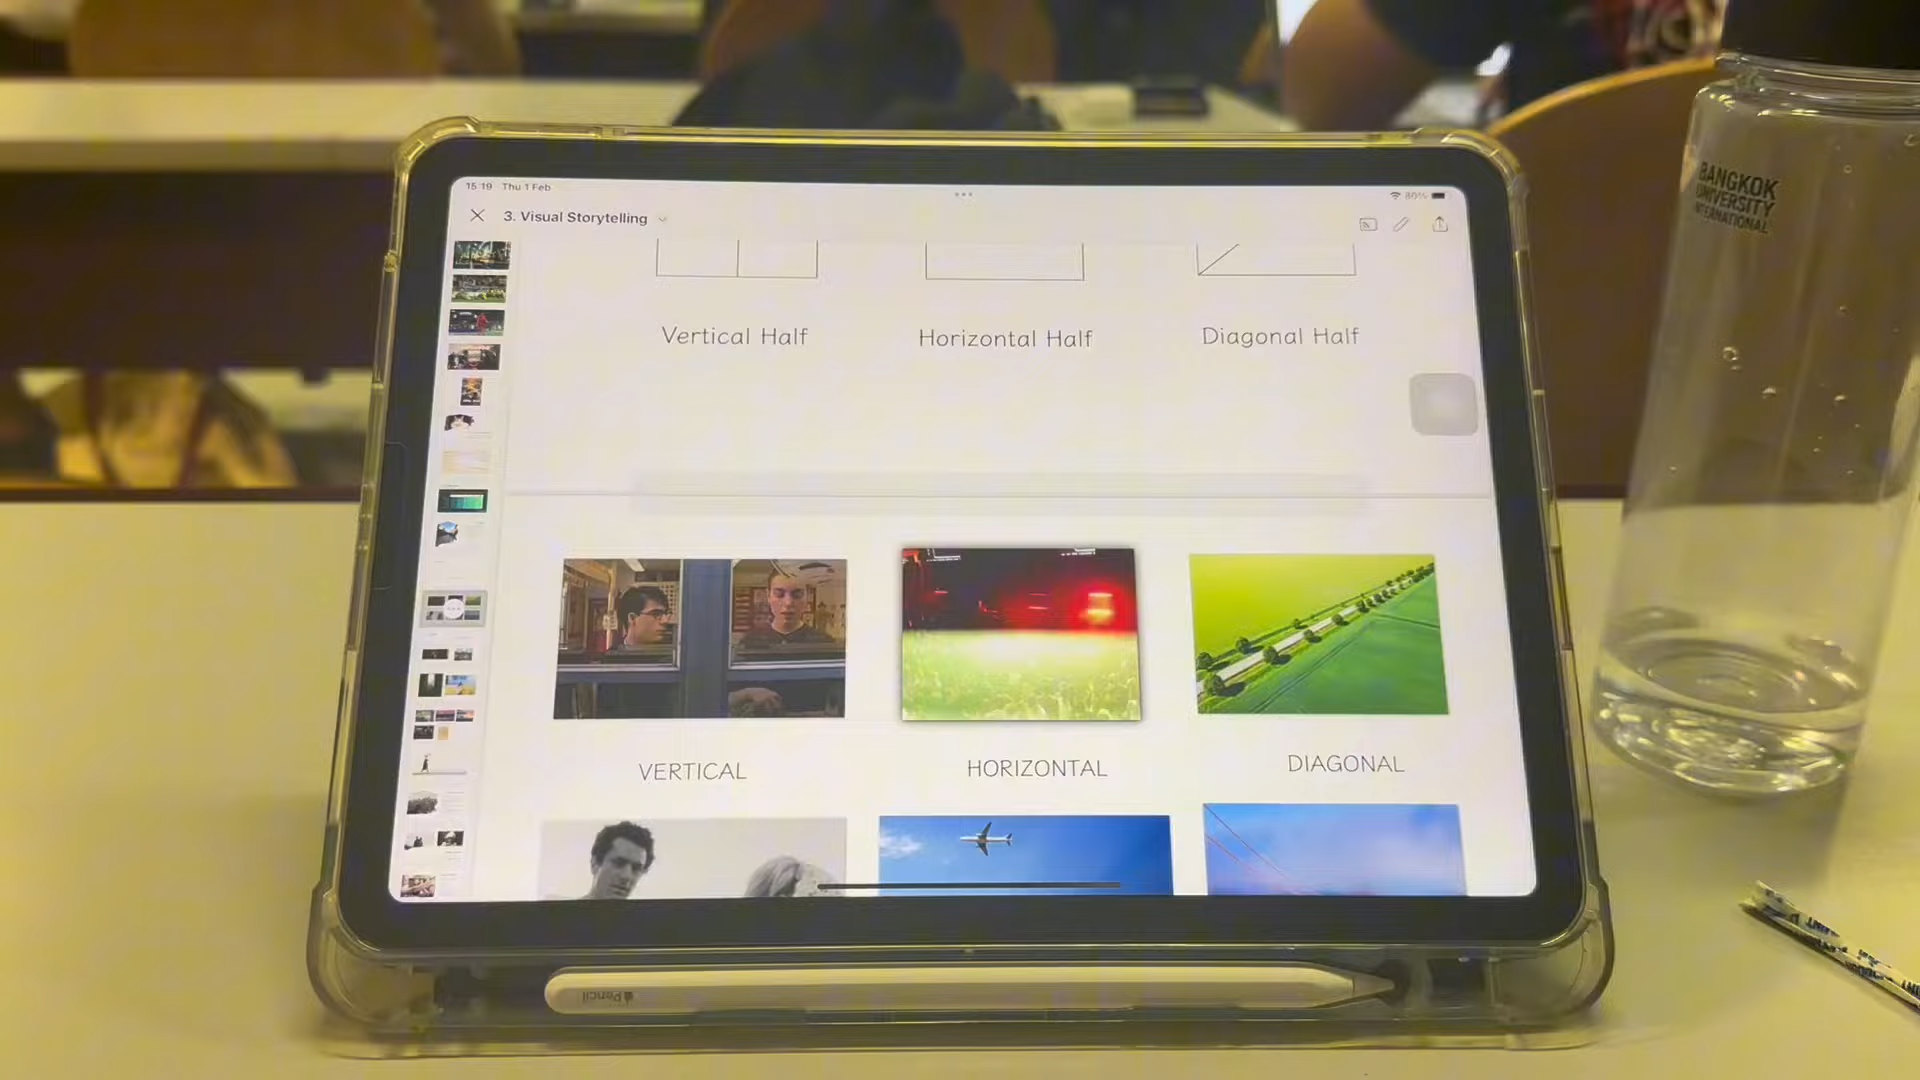 15:19 Thu 1 Feb
80%
3. Visual Storytelling
Vertical Half
Horizontal Half
Diagonal Half
VERTICAL
HORIZONTAL
DIAGONAL
Pencil
BANGKOK
UNIVERSITY
INTERNATIONAL